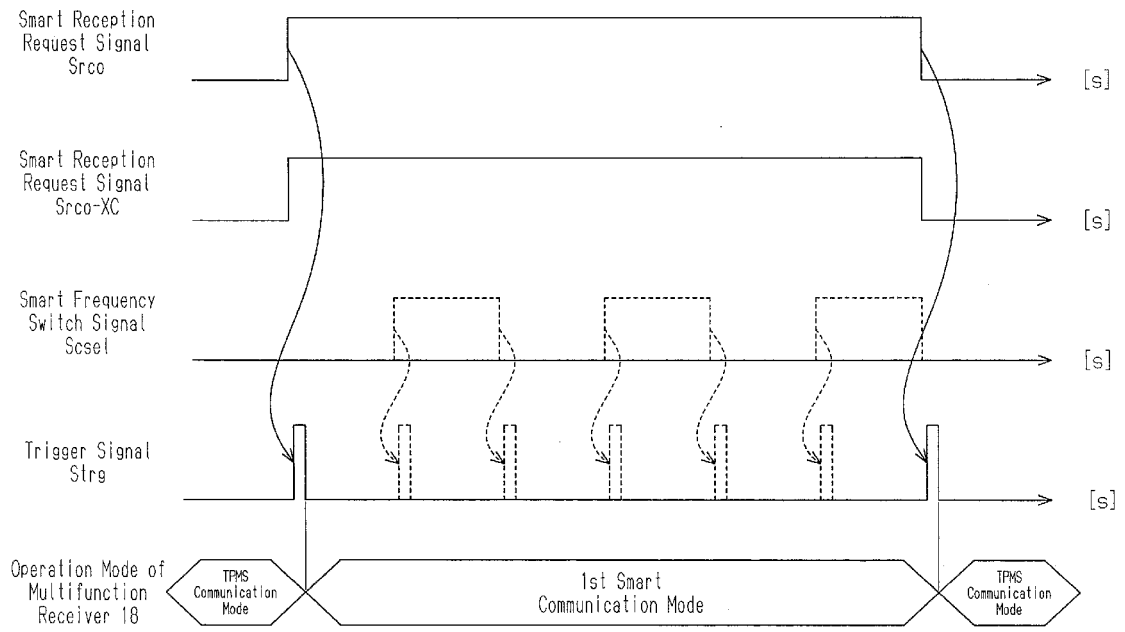 Smart Reception
Request Signal
Srco
[s]
Smart Reception
Request Signal
Srco-XC
[s]
Smart Frequency
Switch Signal
Scsel
[s]
Trigger Signal
Strg
[s]
Operation Mode of
Multifunction
Receiver 18
TPMS
Communication
Mode
1st Smart
Communication Mode
TPMS
Communication
Mode